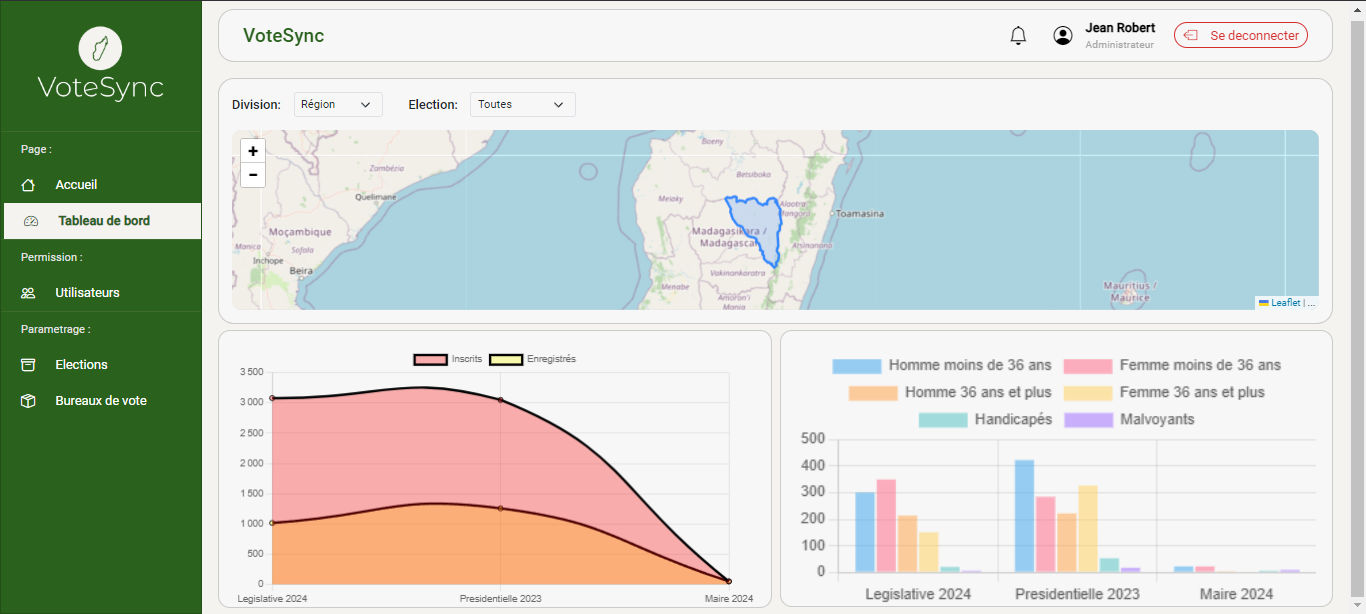 VoteSync
Page :
Accueil
Tableau de bord
Permission :
Utilisateurs
Parametrage :
Elections
Bureaux de vote
VoteSync
Jean Robert
Administrateur
Se deconnecter
Division:
Région
Election:
Toutes
+
−
Boeny
Zambézia
Betsiboka
Quelimane
Melaky
Alaotra
Mangoro
Toamasina
Moçambique
Madagasikara /
Madagascar
Manica
Sofala
Atsinanana
Inchope
Beira
Vakinankaratra
Menabe
Amoron'i
Mania
Mauritius /
Maurice
Leaflet | ...
Inscrits
Enregistrés
3 500
3 000
2 500
2 000
1 500
1 000
500
0
Legislative 2024
Presidentielle 2023
Maire 2024
Homme moins de 36 ans
Femme moins de 36 ans
Homme 36 ans et plus
Femme 36 ans et plus
Handicapés
Malvoyants
500
400
300
200
100
0
Legislative 2024
Presidentielle 2023
Maire 2024